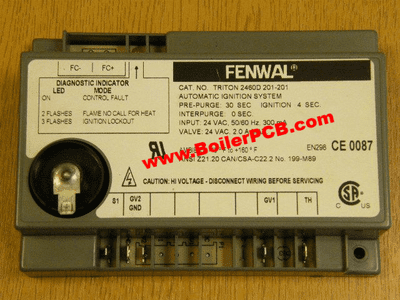 FC- FC+
DIAGNOSTIC INDICATOR
LED MODE
ON CONTROL FAULT
2 FLASHES FLAME NO CALL FOR HEAT
3 FLASHES IGNITION LOCKOUT
FENWAL®
CAT. NO. TRITON 2460D 201-201
AUTOMATIC IGNITION SYSTEM
PRE-PURGE: 30 SEC IGNITION 4 SEC.
INTERPURGE: 0 SEC
INPUT: 24 VAC, 50/60 Hz, 300 mA
VALVE: 24 VAC, 2.0 A
www.BoilerPCB.com
+160° F
EN298 CE 0087
ANSI Z21.20 CAN/CSA-C22.2 No. 199-M89
CAUTION: HI VOLTAGE - DISCONNECT WIRING BEFORE SERVICING
S1 GV2 GND GV1 TH
C US